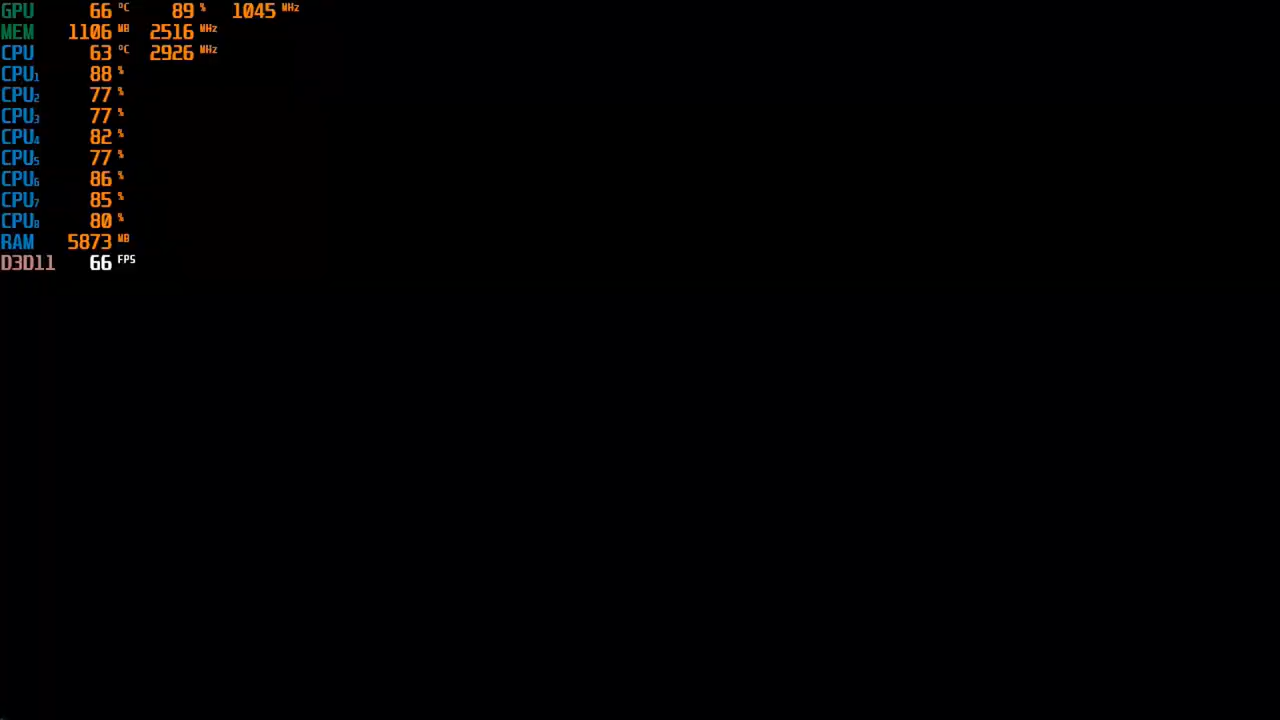 GPU 66 °C 89 % 1045 MHz
MEM 1106 MB 2516 MHz
CPU 63 °C 2926 MHz
CPU1 88 %
CPU2 77 %
CPU3 77 %
CPU4 82 %
CPU5 77 %
CPU6 86 %
CPU7 85 %
CPU8 80 %
RAM 5873 MB
D3D11 66 FPS